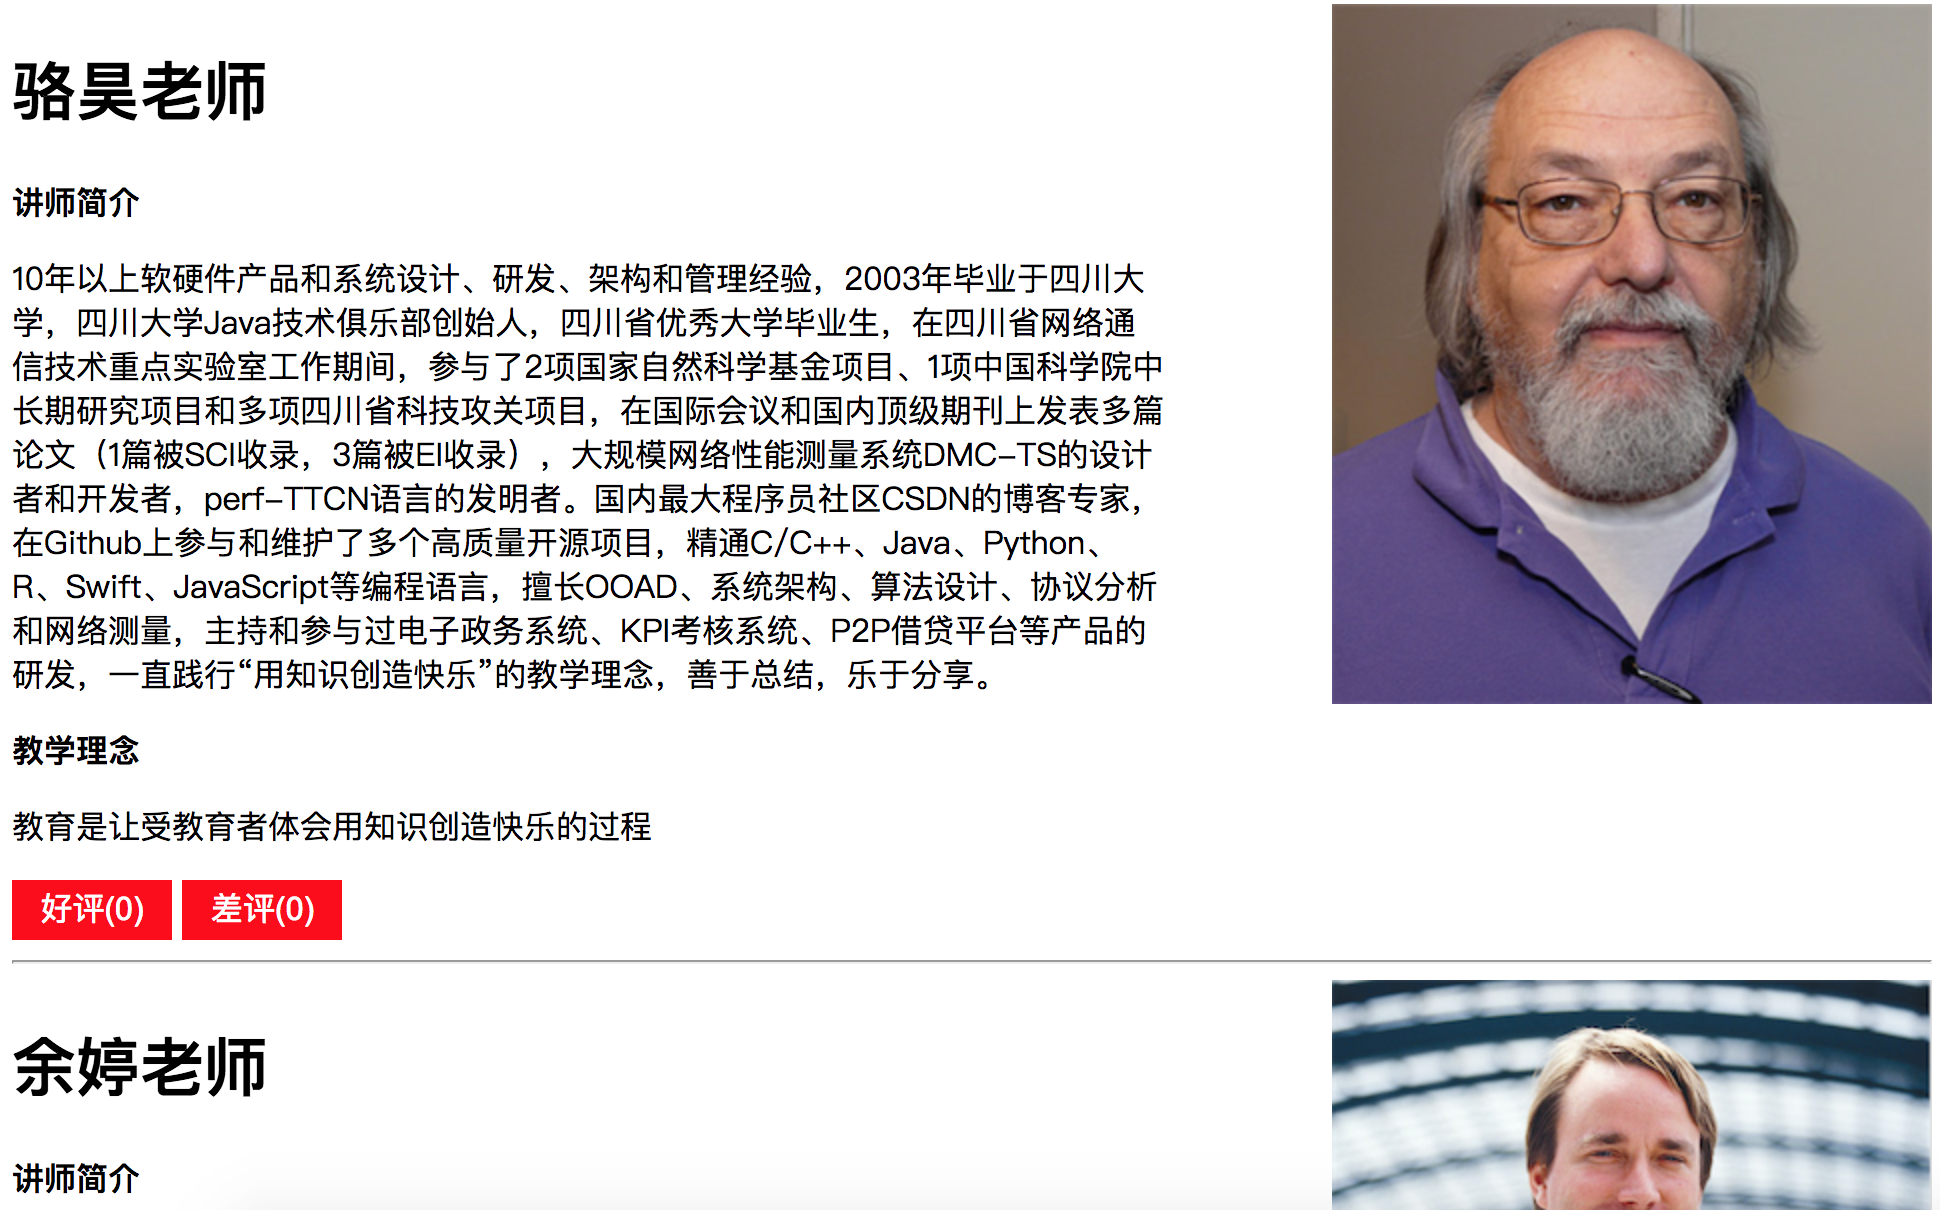 骆昊老师
讲师简介
10年以上软硬件产品和系统设计、研发、架构和管理经验，2003年毕业于四川大
学，四川大学Java技术俱乐部创始人，四川省优秀大学毕业生，在四川省网络通
信技术重点实验室工作期间，参与了2项国家自然科学基金项目、1项中国科学院中
长期研究项目和多项四川省科技攻关项目，在国际会议和国内顶级期刊上发表多篇
论文（1篇被SCI收录，3篇被EI收录），大规模网络性能测量系统DMC-TS的设计
者和开发者，perf-TTCN语言的发明者。国内最大程序员社区CSDN的博客专家，
在Github上参与和维护了多个高质量开源项目，精通C/C++、Java、Python、
R、Swift、JavaScript等编程语言，擅长OOAD、系统架构、算法设计、协议分析
和网络测量，主持和参与过电子政务系统、KPI考核系统、P2P借贷平台等产品的
研发，一直践行“用知识创造快乐”的教学理念，善于总结，乐于分享。
教学理念
教育是让受教育者体会用知识创造快乐的过程
好评(0) 差评(0)
余婷老师
讲师简介